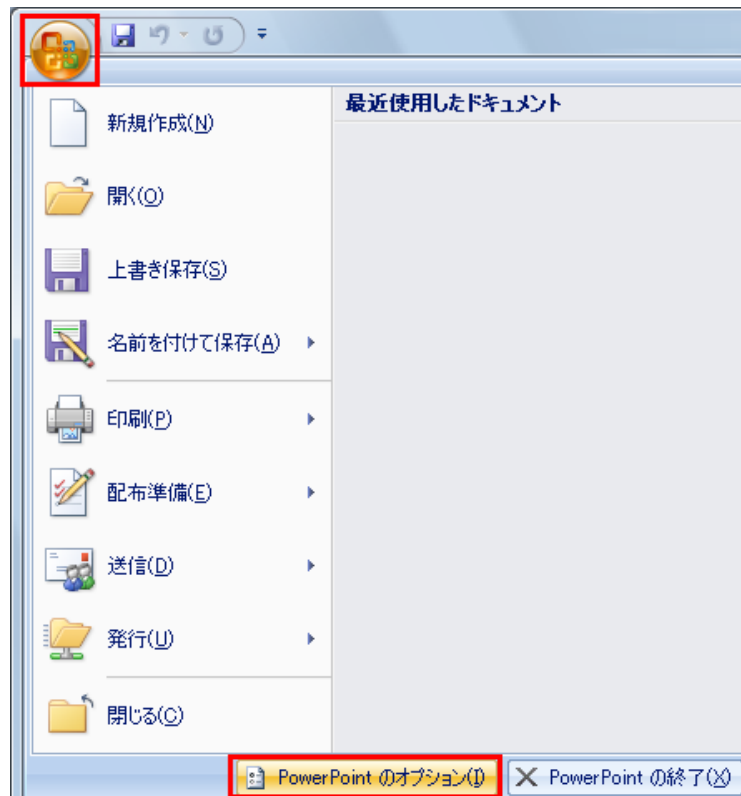 最近使用したドキュメント
新規作成(N)
開く(O)
上書き保存(S)
名前を付けて保存(A)
印刷(P)
配布準備(E)
送信(D)
発行(U)
閉じる(C)
PowerPoint のオプション(I)
PowerPoint の終了(X)